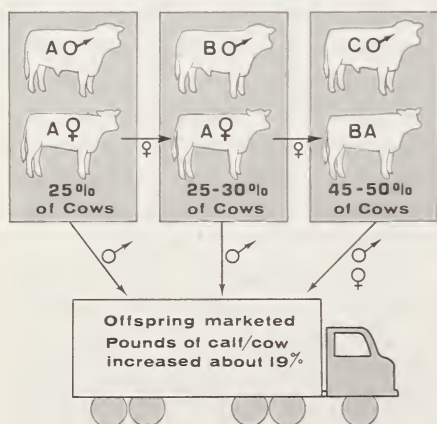 A♂ B♂ C♂
A♀ A♀ BA
♀ ♀
25% 25-30% 45-50%
of Cows of Cows of Cows
♂ ♂ ♂
♀
Offspring marketed
Pounds of calf/cow
increased about 19%